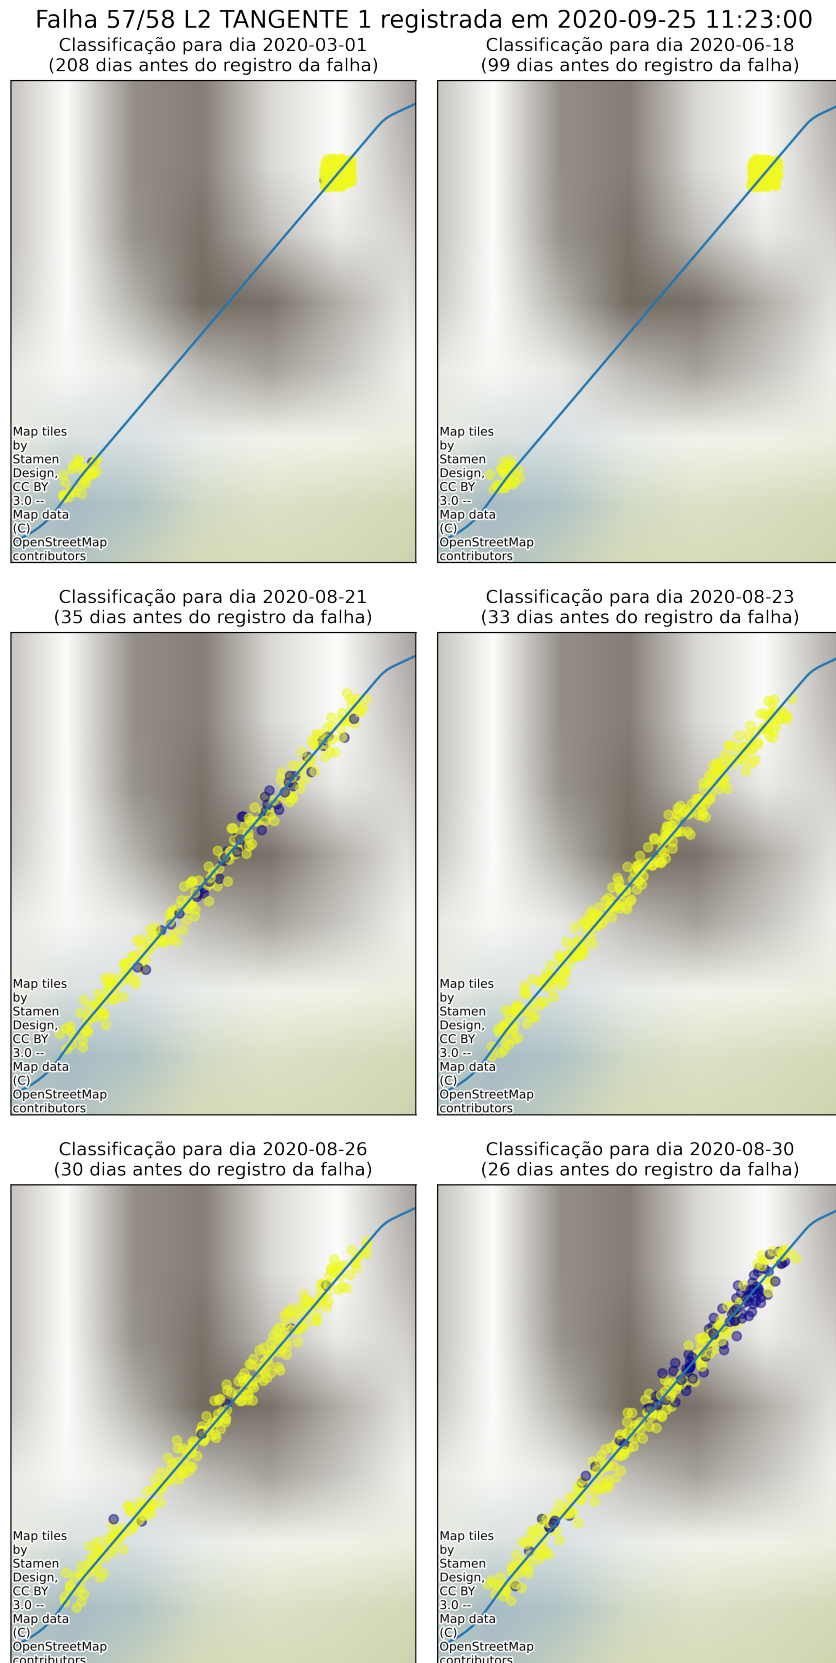 Falha 57/58 L2 TANGENTE 1 registrada em 2020-09-25 11:23:00
Classificação para dia 2020-03-01
(208 dias antes do registro da falha)
Map tiles
by
Stamen
Design,
CC BY
3.0 --
Map data
(C)
OpenStreetMap
contributors
Classificação para dia 2020-06-18
(99 dias antes do registro da falha)
Map tiles
by
Stamen
Design,
CC BY
3.0 --
Map data
(C)
OpenStreetMap
contributors
Classificação para dia 2020-08-21
(35 dias antes do registro da falha)
Map tiles
by
Stamen
Design,
CC BY
3.0 --
Map data
(C)
OpenStreetMap
contributors
Classificação para dia 2020-08-23
(33 dias antes do registro da falha)
Map tiles
by
Stamen
Design,
CC BY
3.0 --
Map data
(C)
OpenStreetMap
contributors
Classificação para dia 2020-08-26
(30 dias antes do registro da falha)
Map tiles
by
Stamen
Design,
CC BY
3.0 --
Map data
(C)
OpenStreetMap
contributors
Classificação para dia 2020-08-30
(26 dias antes do registro da falha)
Map tiles
by
Stamen
Design,
CC BY
3.0 --
Map data
(C)
OpenStreetMap
contributors